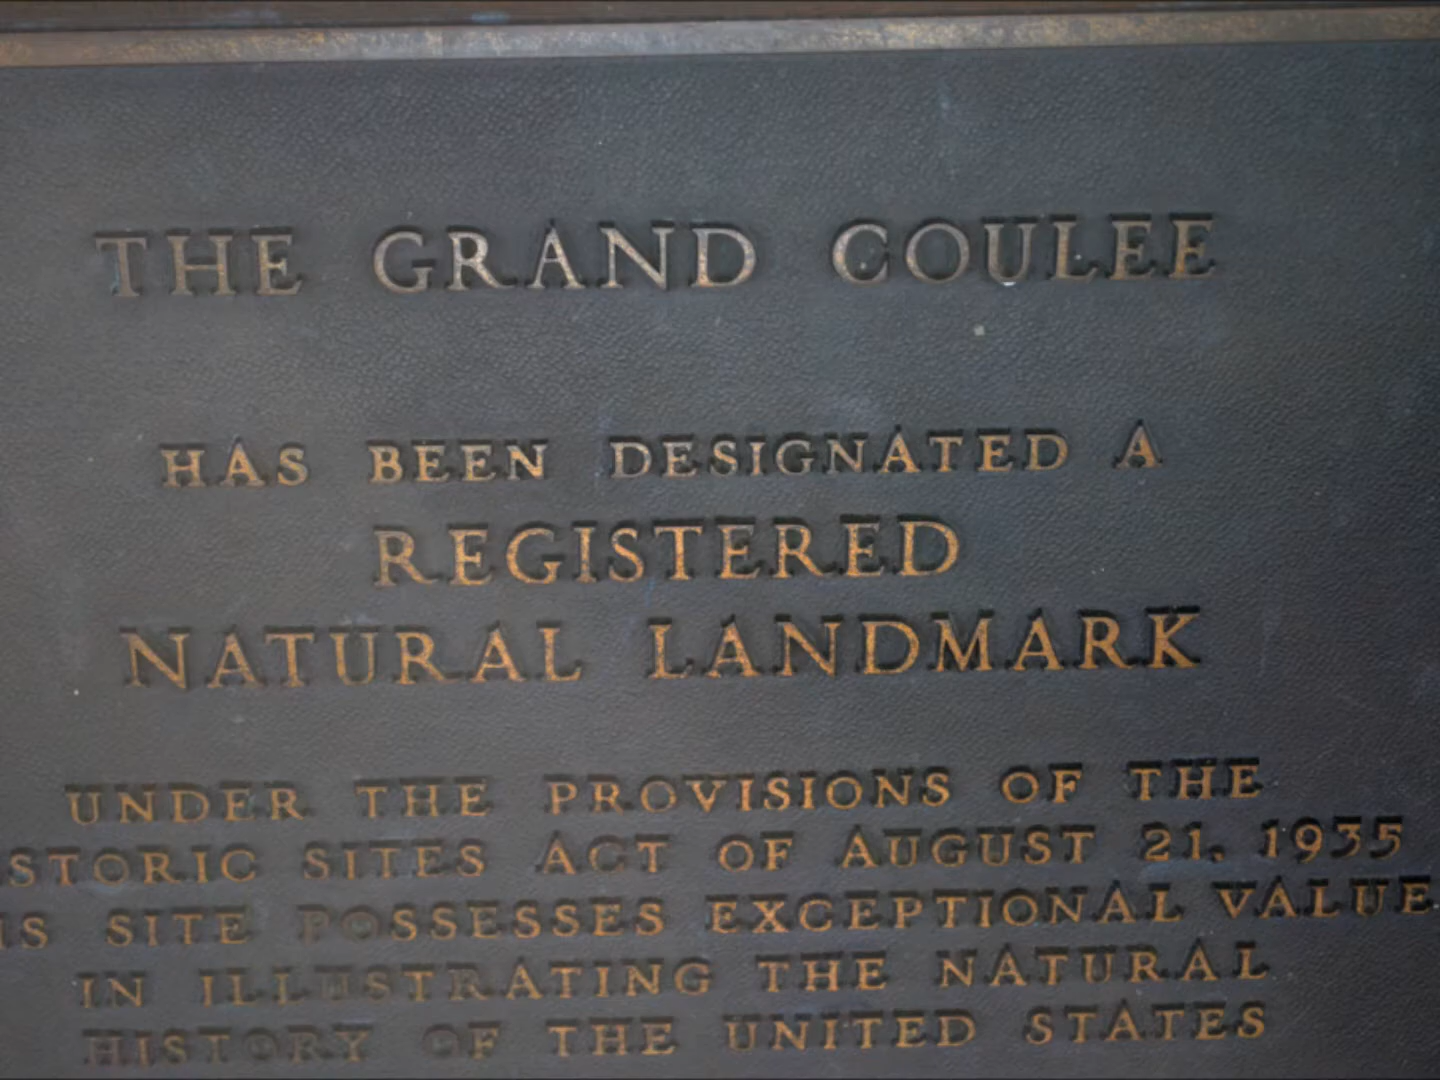 THE GRAND COULEE
HAS BEEN DESIGNATED A
REGISTERED
NATURAL LANDMARK
UNDER THE PROVISIONS OF THE
STORIC SITES ACT OF AUGUST 21, 1935
IS SITE POSSESSES EXCEPTIONAL VALUE
IN ILLUSTRATING THE NATURAL
HISTORY OF THE UNITED STATES